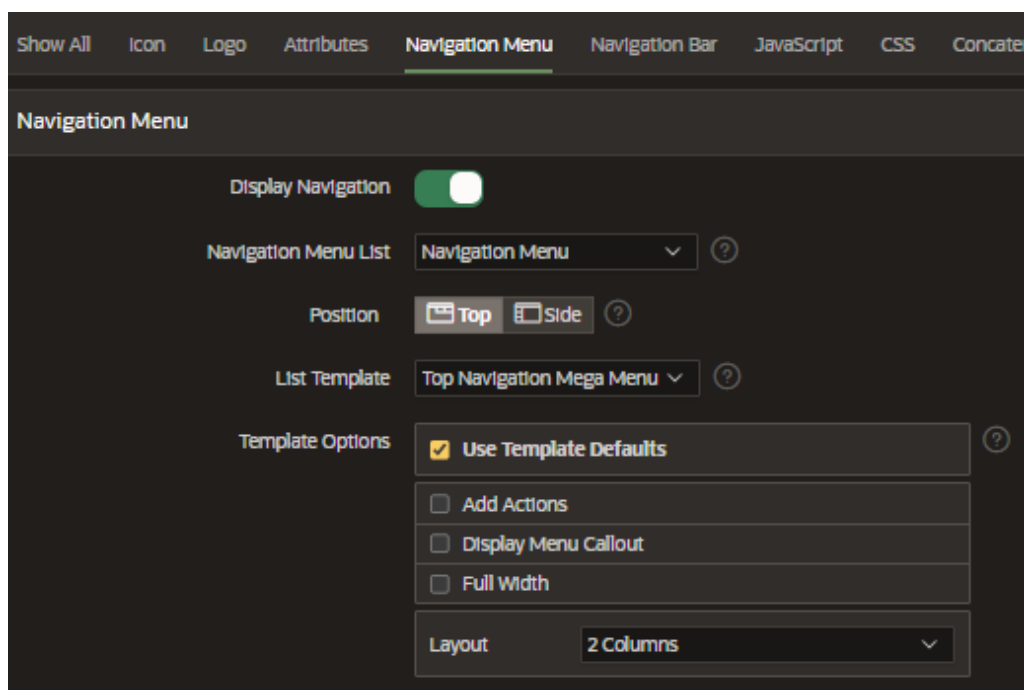 Show All Icon Logo Attributes Navigation Menu Navigation Bar JavaScript CSS
Navigation Menu
Display Navigation
Navigation Menu List Navigation Menu ?
Position Top Side ?
List Template Top Navigation Mega Menu ?
Template Options Use Template Defaults ?
Add Actions
Display Menu Callout
Full Width
Layout 2 Columns